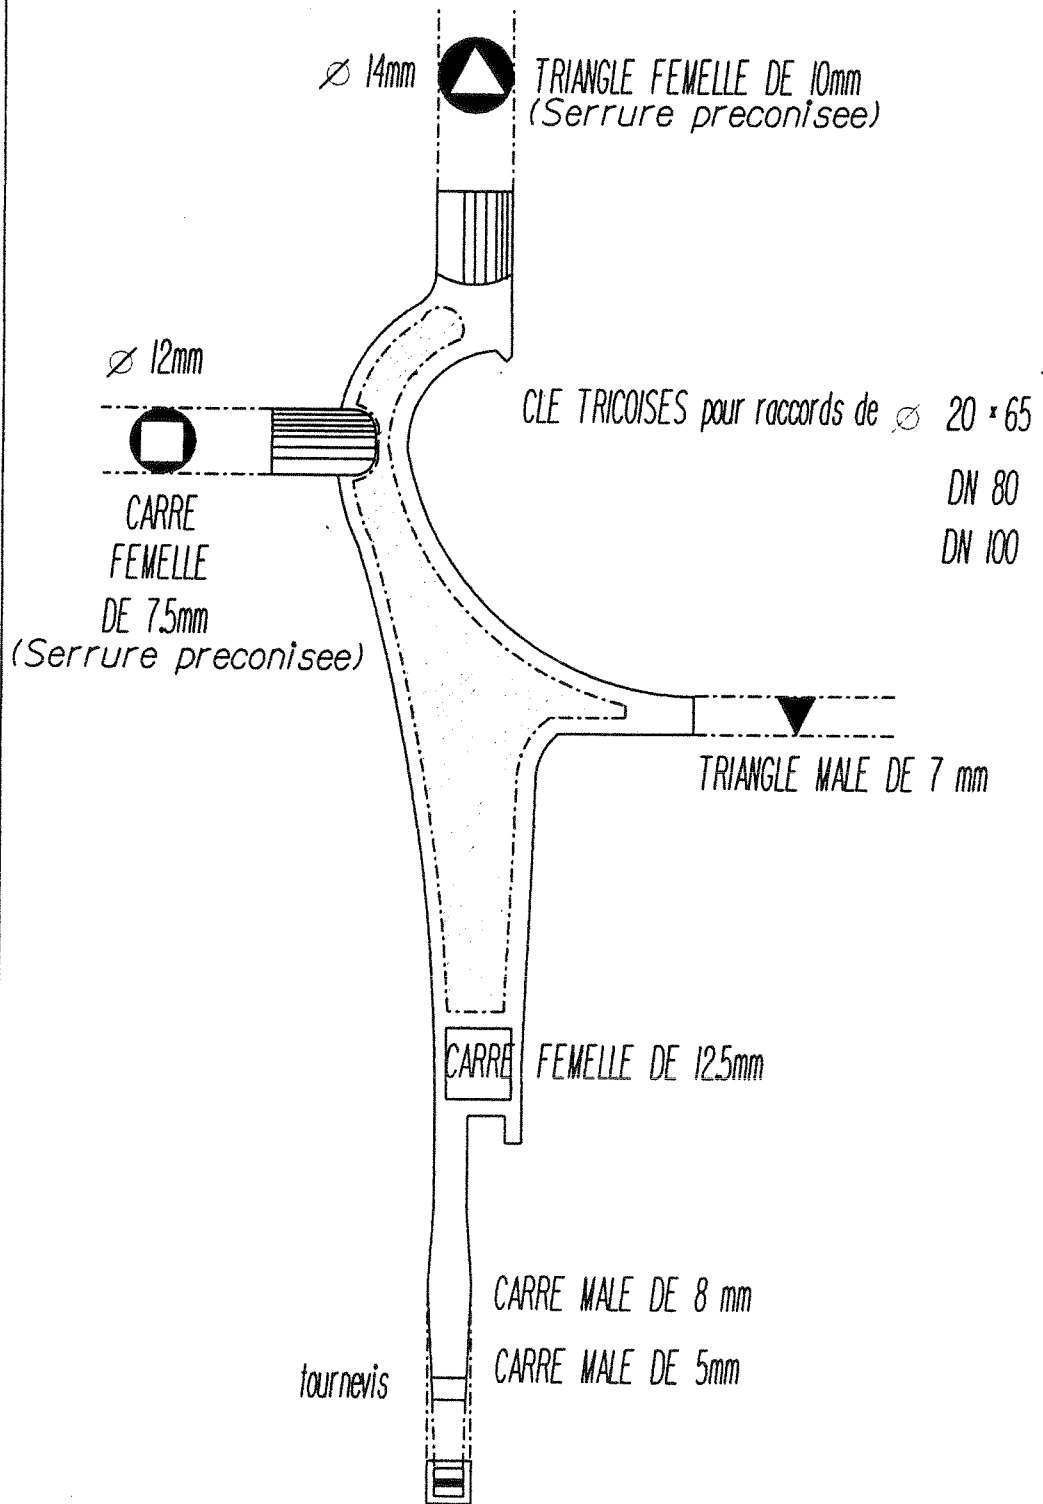 Ø 14mm
TRIANGLE FEMELLE DE 10mm
(Serrure preconisee)
Ø 12mm
CLE TRICOISES pour raccords de Ø 20 * 65
DN 80
DN 100
CARRE
FEMELLE
DE 7.5mm
(Serrure preconisee)
TRIANGLE MALE DE 7 mm
CARRE FEMELLE DE 12.5mm
CARRE MALE DE 8 mm
CARRE MALE DE 5mm
tournevis